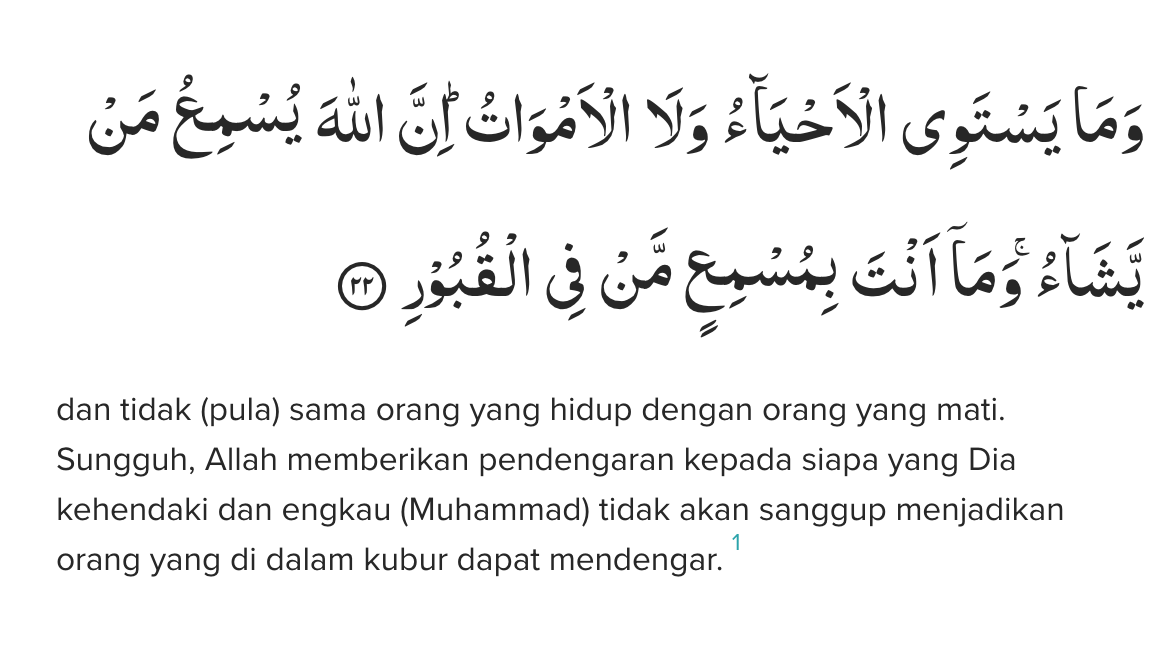 وَمَا يَسْتَوِى الْاَحْيَاۤءُ وَلَا الْاَمْوَاتُۗ اِنَّ اللّٰهَ يُسْمِعُ مَنْ
يَّشَاۤءُ ۚوَمَآ اَنْتَ بِمُسْمِعٍ مَّنْ فِى الْقُبُوْرِ ٢٢
dan tidak (pula) sama orang yang hidup dengan orang yang mati.
Sungguh, Allah memberikan pendengaran kepada siapa yang Dia
kehendaki dan engkau (Muhammad) tidak akan sanggup menjadikan
orang yang di dalam kubur dapat mendengar. 1